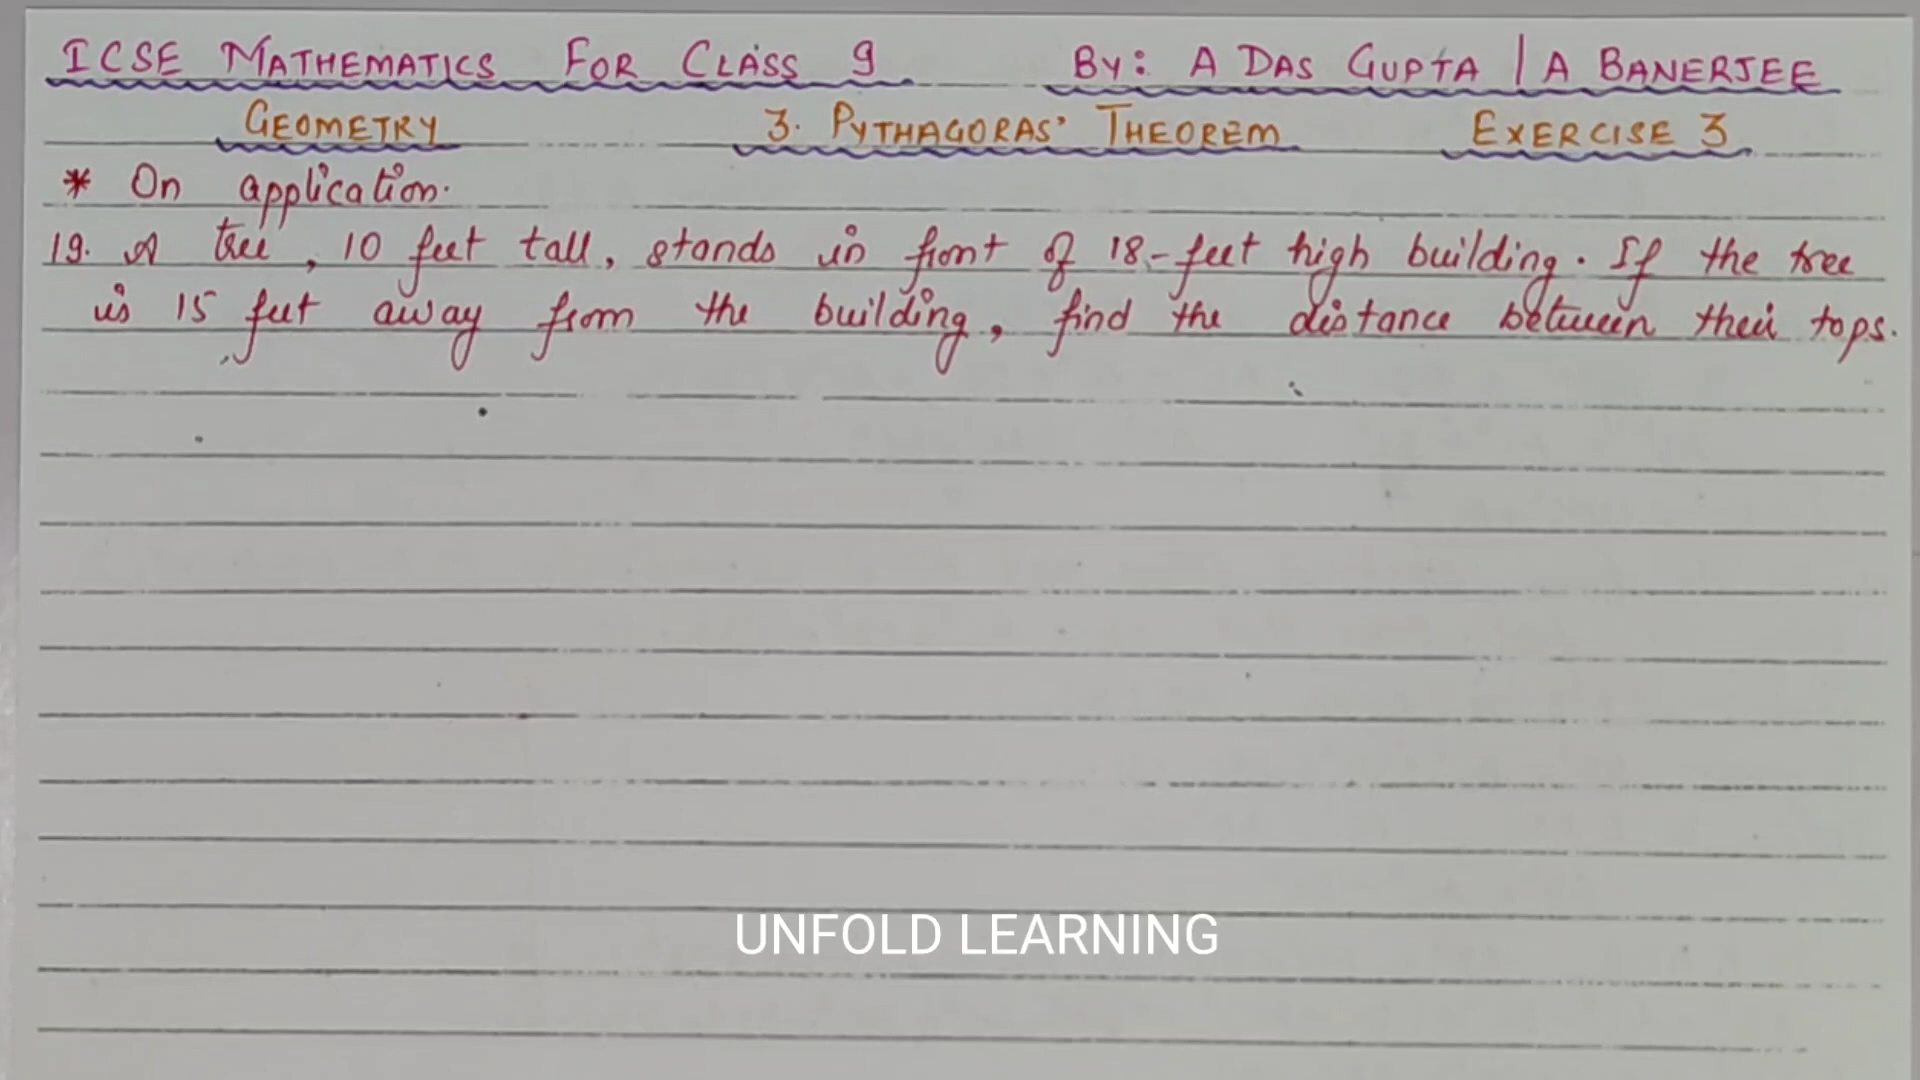 ICSE MATHEMATICS FOR CLASS 9 BY: A DAS GUPTA | A BANERJEE
GEOMETRY 3. PYTHAGORAS' THEOREM EXERCISE 3
* On application.
19. A tree, 10 feet tall, stands in front of 18-feet high building. If the tree
is 15 feet away from the building, find the distance between their tops.
UNFOLD LEARNING